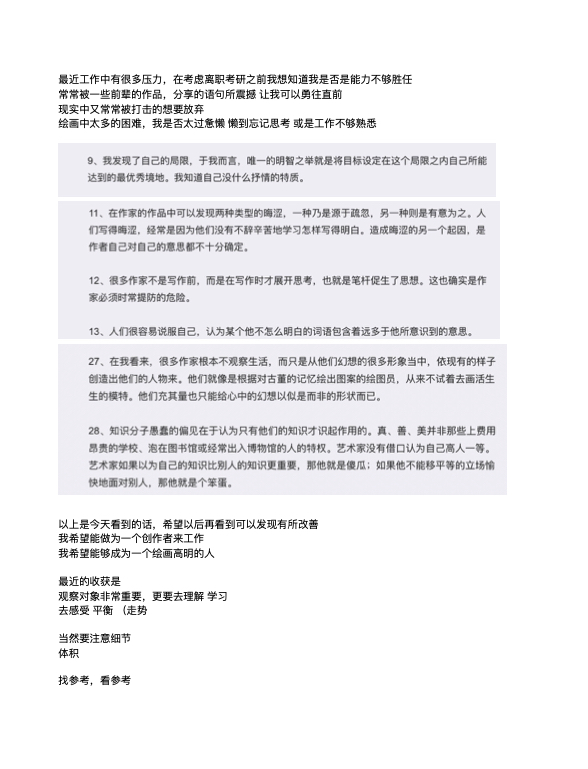 最近工作中有很多压力，在考虑离职考研之前我想知道我是否是能力不够胜任
常常被一些前辈的作品，分享的语句所震撼 让我可以勇往直前
现实中又常常被打击的想要放弃
绘画中太多的困难，我是否太过怠懒 懒到忘记思考 或是工作不够熟悉
9、我发现了自己的局限，于我而言，唯一的明智之举就是将目标设定在这个局限之内自己所能
达到的最优秀境地。我知道自己没什么抒情的特质。
11、在作家的作品中可以发现两种类型的晦涩，一种乃是源于疏忽，另一种则是有意为之。人
们写得晦涩，经常是因为他们没有不辞辛苦地学习怎样写得明白。造成晦涩的另一个起因，是
作者自己对自己的意思都不十分确定。
12、很多作家不是写作前，而是在写作时才展开思考，也就是笔杆促生了思想。这也确实是作
家必须时常提防的危险。
13、人们很容易说服自己，认为某个他不怎么明白的词语包含着远多于他所意识到的意思。
27、在我看来，很多作家根本不观察生活，而只是从他们幻想的很多形象当中，依现有的样子
创造出他们的人物来。他们就像是根据对古董的记忆绘出图案的绘图员，从来不试着去画活生
生的模特。他们充其量也只能给心中的幻想以似是而非的形状而已。
28、知识分子愚蠢的偏见在于认为只有他们的知识才识起作用的。真、善、美并非那些上费用
昂贵的学校、泡在图书馆或经常出入博物馆的人的特权。艺术家没有借口认为自己高人一等。
艺术家如果以为自己的知识比别人的知识更重要，那他就是傻瓜；如果他不能移平等的立场愉
快地面对别人，那他就是个笨蛋。
以上是今天看到的话，希望以后再看到可以发现有所改善
我希望能做为一个创作者来工作
我希望能够成为一个绘画高明的人
最近的收获是
观察对象非常重要，更要去理解 学习
去感受 平衡 （走势
当然要注意细节
体积
找参考，看参考